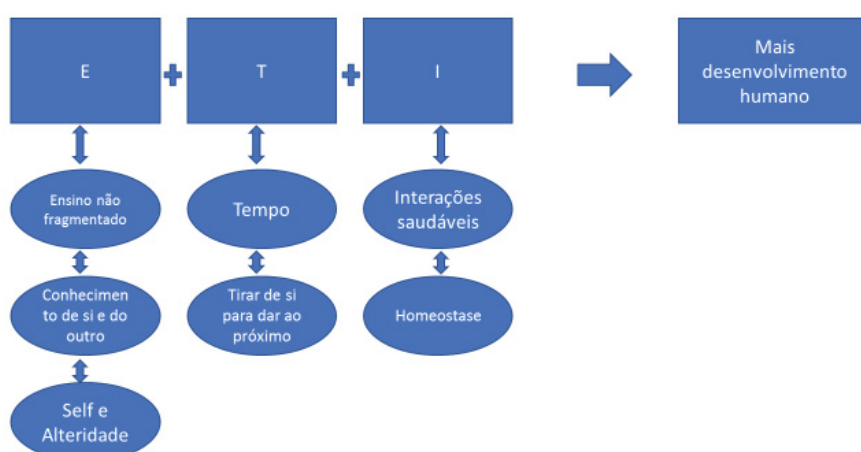 E
+
T
+
I
Mais
desenvolvimento
humano
Ensino não
fragmentado
Tempo
Interações
saudáveis
Conhecimen
to de si e do
outro
Tirar de si
para dar ao
próximo
Homeostase
Self e
Alteridade